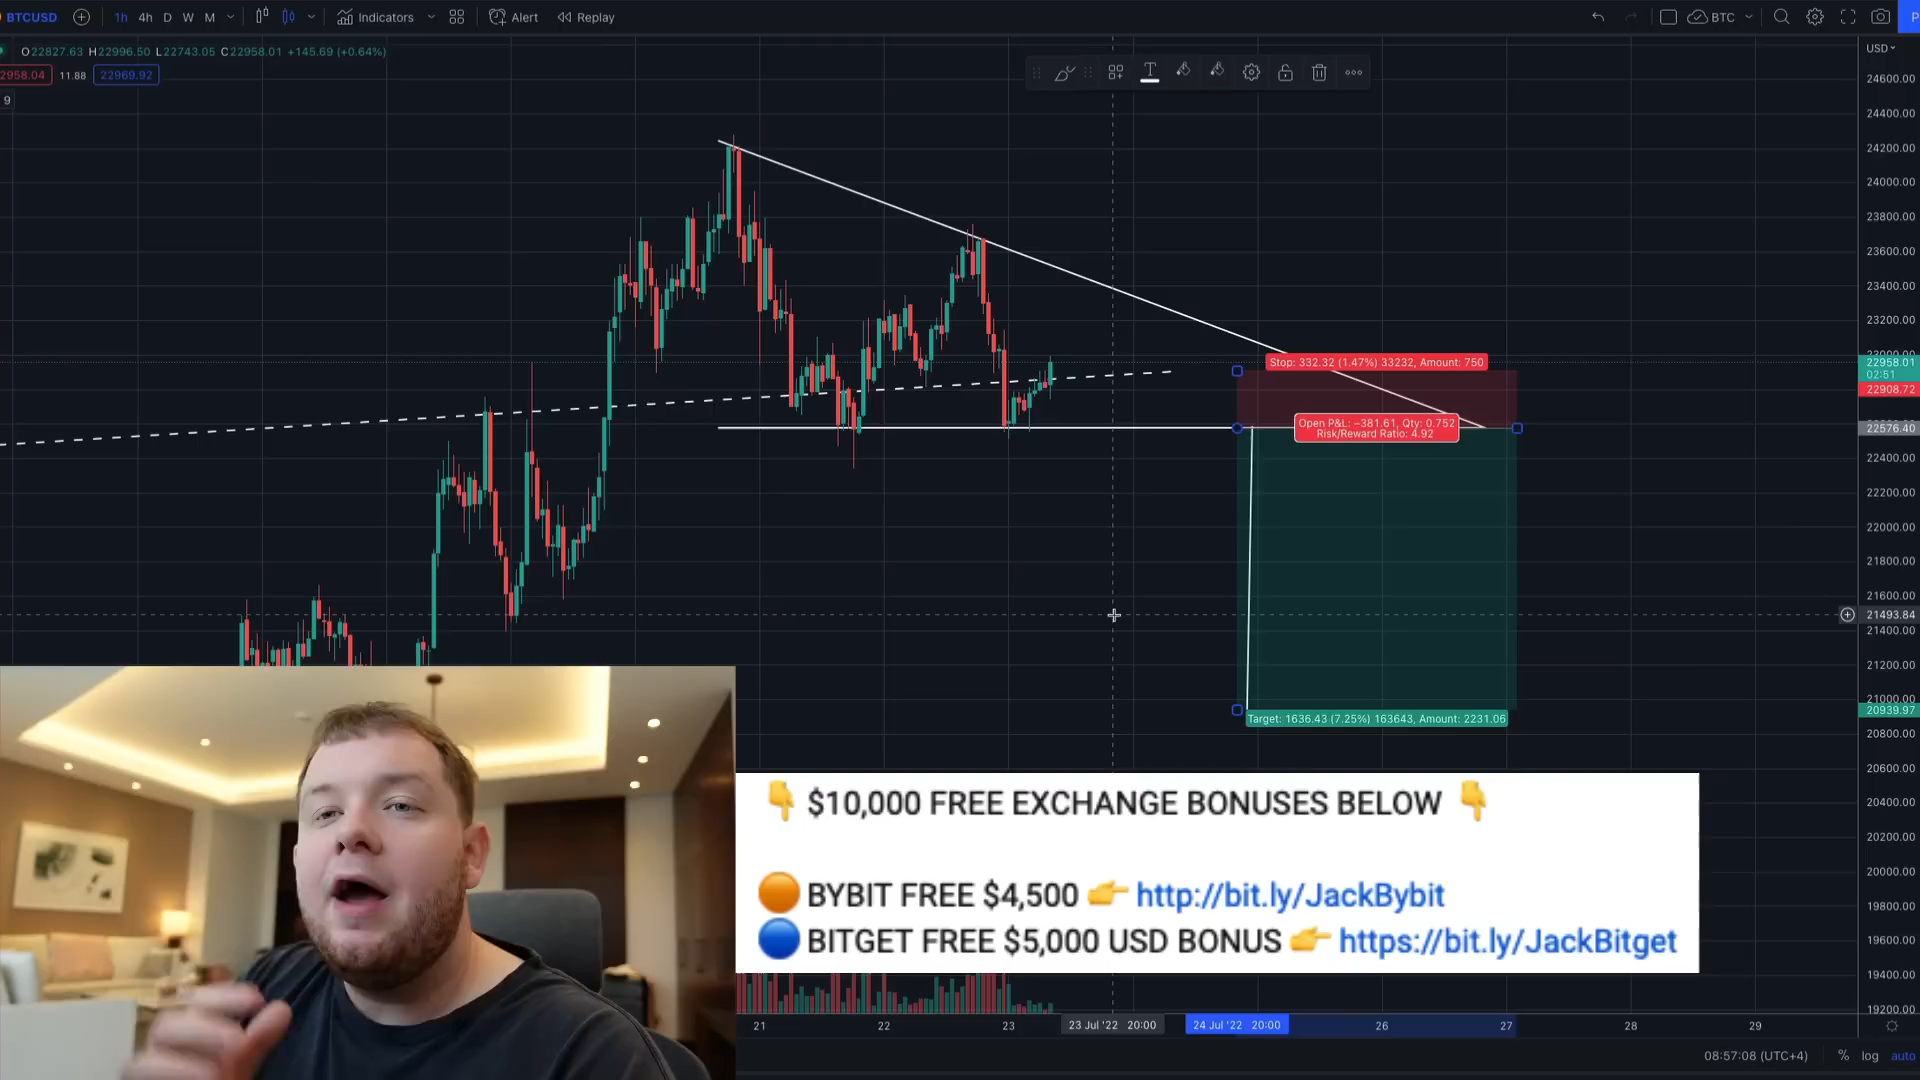 BTCUSD 1h 4h D W M Indicators Alert Replay BTC P
O22827.63 H22996.50 L22743.05 C22958.01 +145.69 (+0.64%) USD
2958.04 11.88 22969.92
9
24600.00
24400.00
24200.00
24000.00
23800.00
23600.00
23400.00
23200.00
22958.01
02:51
22908.72
22576.40
22400.00
22200.00
22000.00
21800.00
21600.00
21493.84
21400.00
21200.00
21000.00
20939.97
20800.00
20600.00
20400.00
20200.00
20000.00
19800.00
19600.00
19400.00
19200.00
Stop: 332.32 (1.47%) 33232, Amount: 750
Open P&L: −381.61, Qty: 0.752
Risk/Reward Ratio: 4.92
Target: 1636.43 (7.25%) 163643, Amount: 2231.06
👇 $10,000 FREE EXCHANGE BONUSES BELOW 👇
🟠 BYBIT FREE $4,500 👉 http://bit.ly/JackBybit
🔵 BITGET FREE $5,000 USD BONUS 👉 https://bit.ly/JackBitget
21 22 23 23 Jul '22 20:00 24 Jul '22 20:00 26 27 28 29
08:57:08 (UTC+4) % log auto